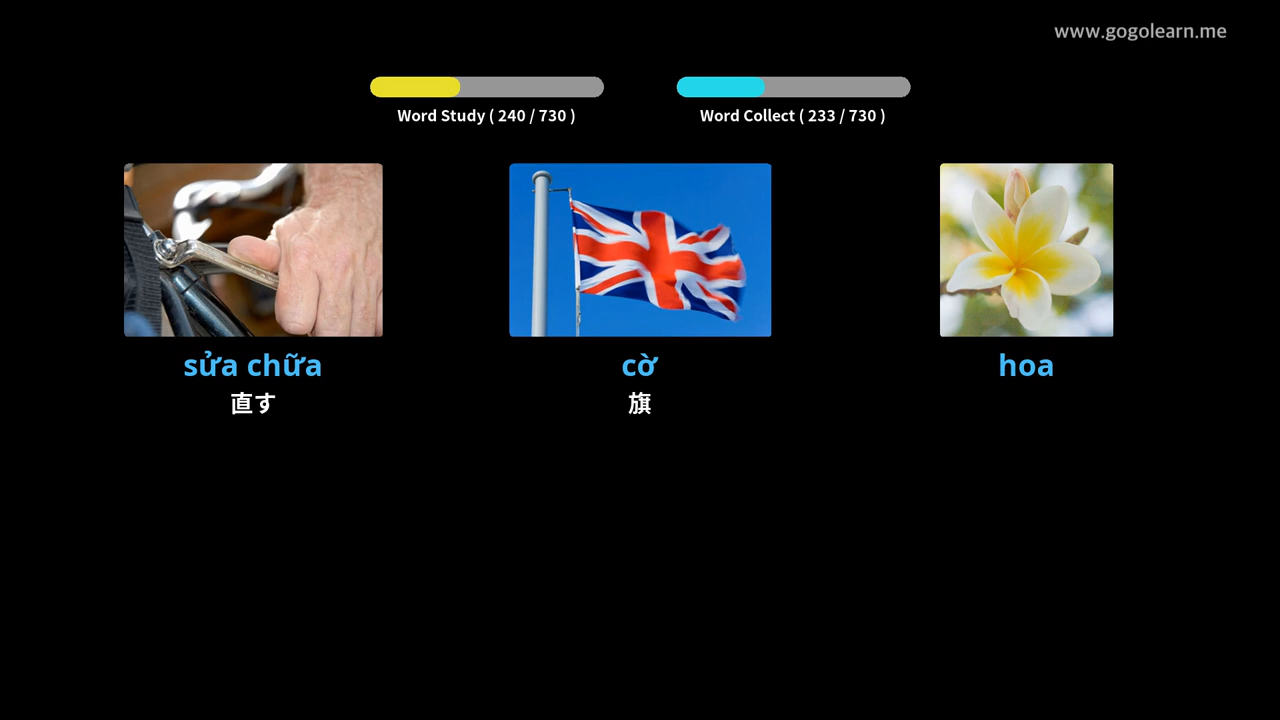 www.gogolearn.me
Word Study ( 240 / 730 )
Word Collect ( 233 / 730 )
sửa chữa
直す
cờ
旗
hoa